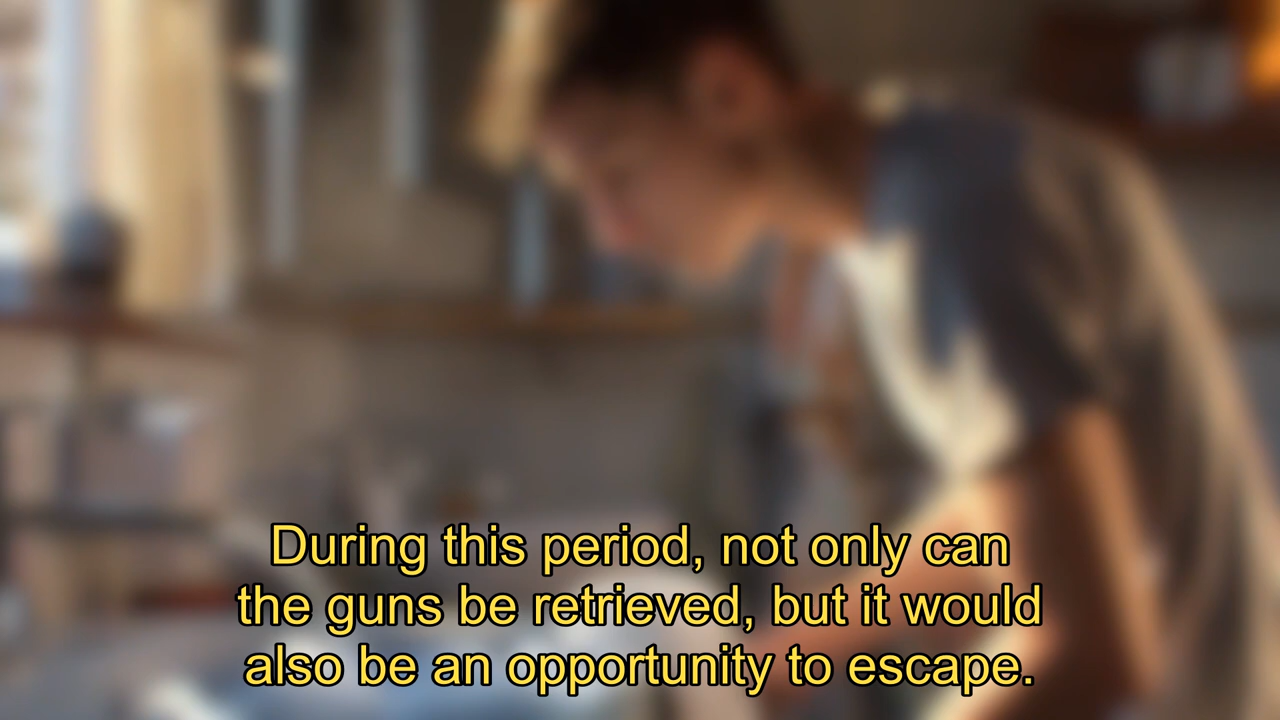 During this period, not only can
the guns be retrieved, but it would
also be an opportunity to escape.